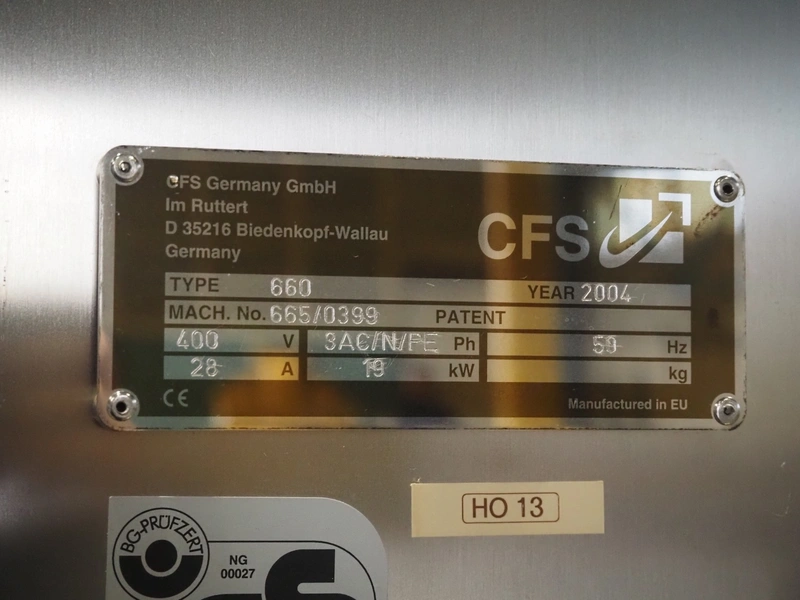 CFS Germany GmbH
Im Ruttert
D 35216 Biedenkopf-Wallau
Germany
CFS
TYPE 660 YEAR 2004
MACH. No. 665/0399 PATENT
400 V 3AC/N/PE Ph 50 Hz
28 A 19 kW kg
CE Manufactured in EU
HO 13
BG-PRÜFZERT
NG
00027